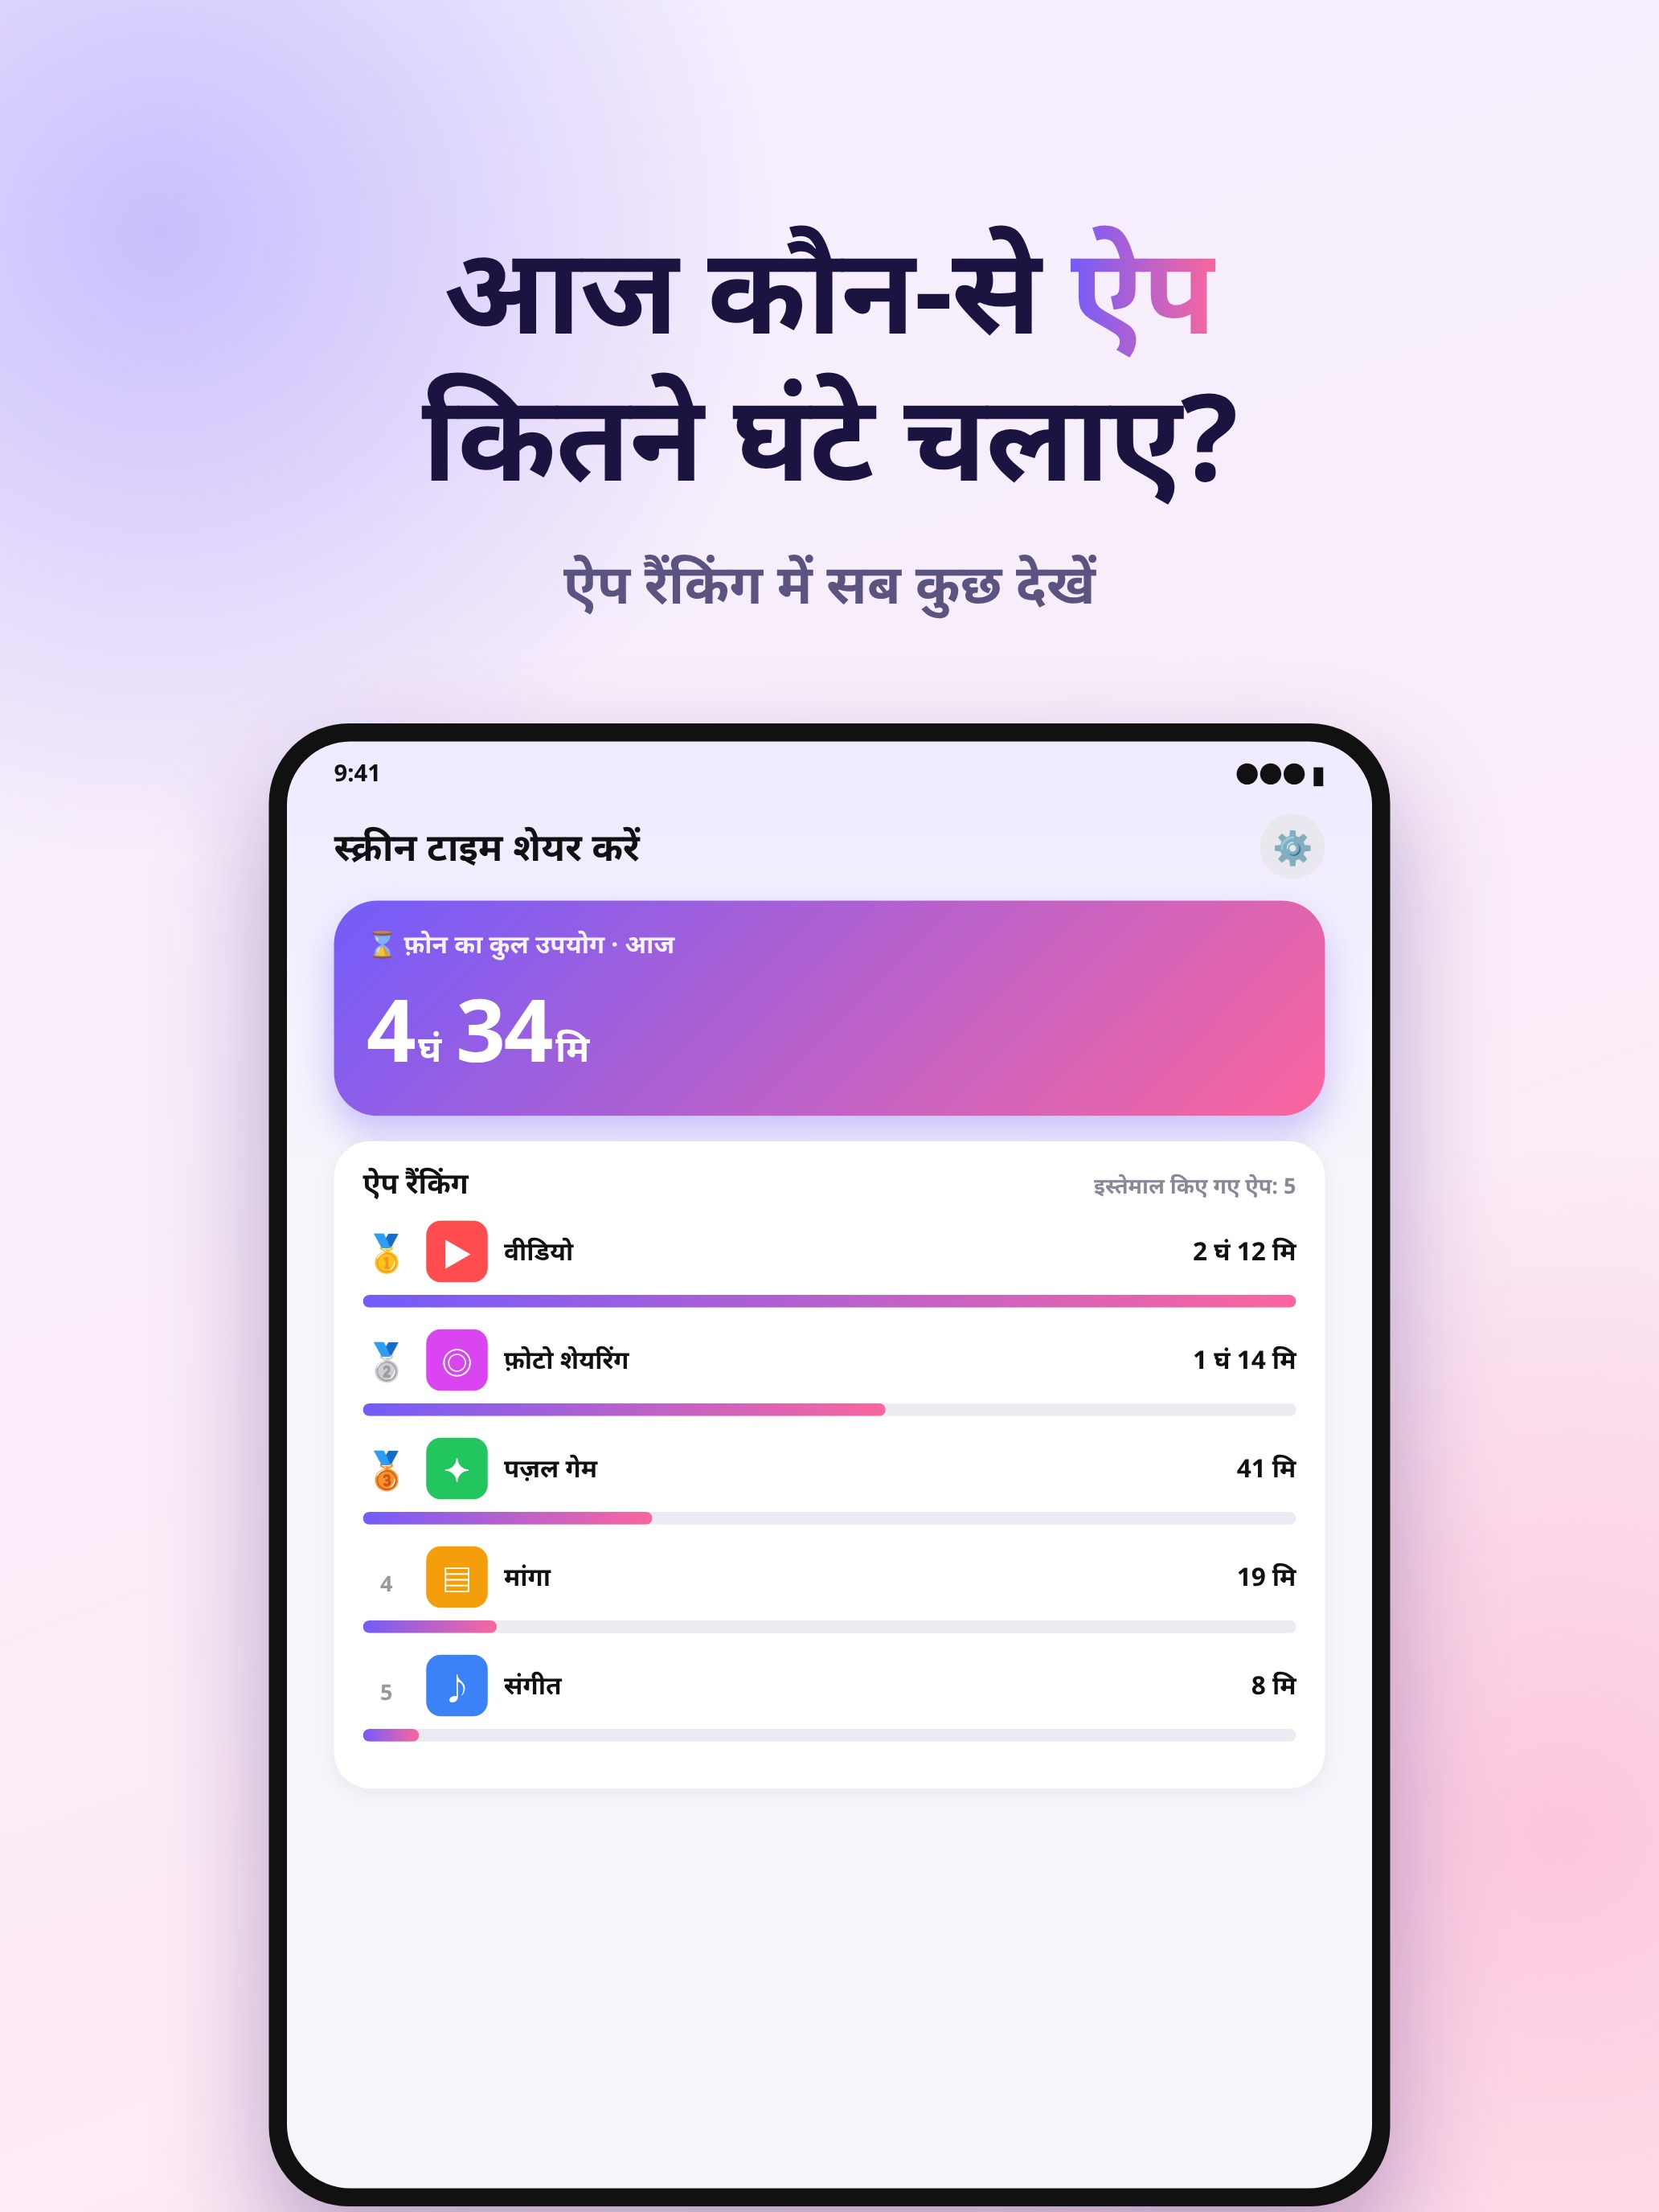 आज कौन-से ऐप
कितने घंटे चलाए?
ऐप रैंकिंग में सब कुछ देखें
9:41
स्क्रीन टाइम शेयर करें
⌛ फ़ोन का कुल उपयोग · आज
4घं 34मि
ऐप रैंकिंग
इस्तेमाल किए गए ऐप: 5
🥇 वीडियो 2 घं 12 मि
🥈 फ़ोटो शेयरिंग 1 घं 14 मि
🥉 पज़ल गेम 41 मि
4 मांगा 19 मि
5 संगीत 8 मि